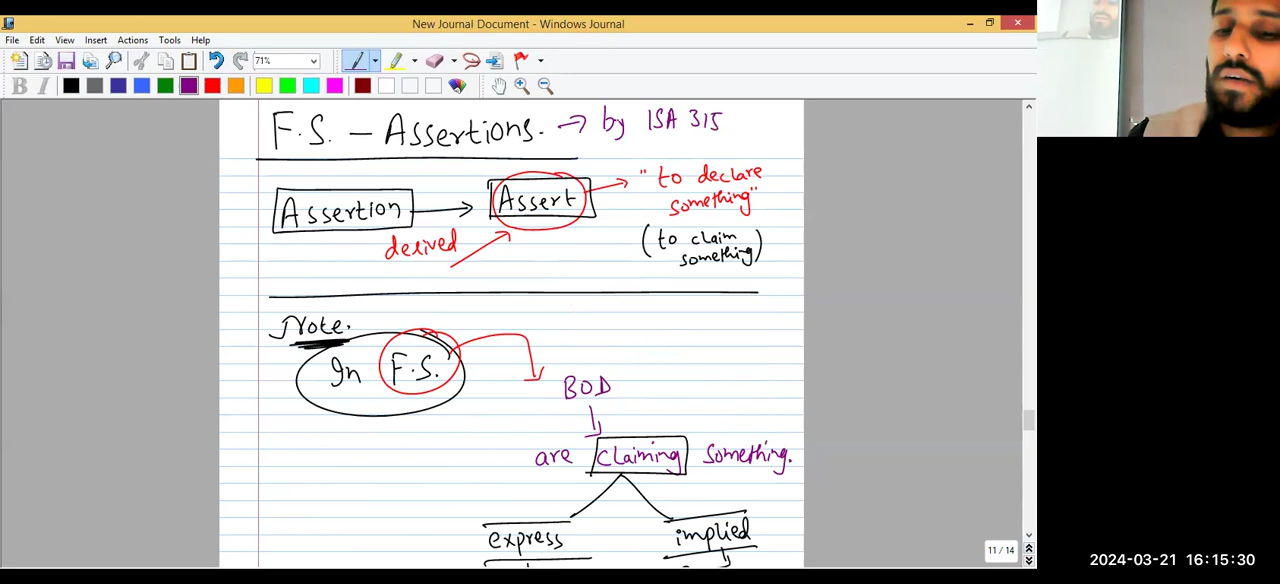 New Journal Document - Windows Journal
File Edit View Insert Actions Tools Help
71%
F.S. – Assertions. → by ISA 315
Assertion → Assert → "to declare
something"
derived
(to claim
something)
Note.
In F.S.
BOD
are claiming something.
express implied
11 / 14
2024-03-21 16:15:30